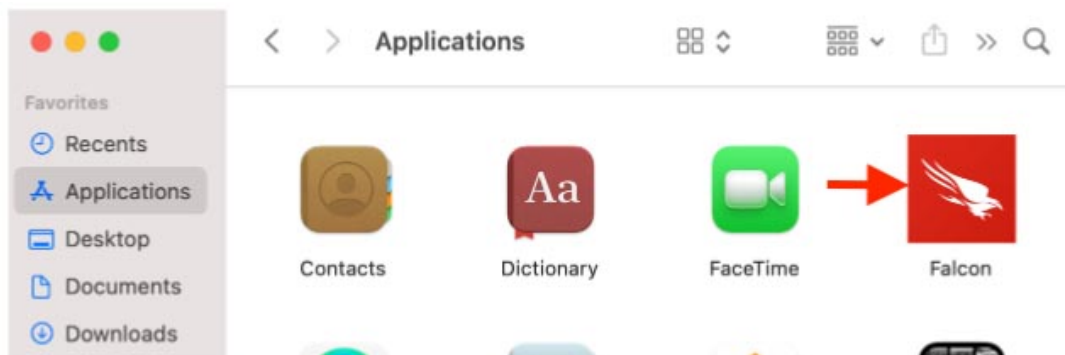 Applications
Favorites
Recents
Applications
Desktop
Documents
Downloads
Aa
Contacts
Dictionary
FaceTime
Falcon